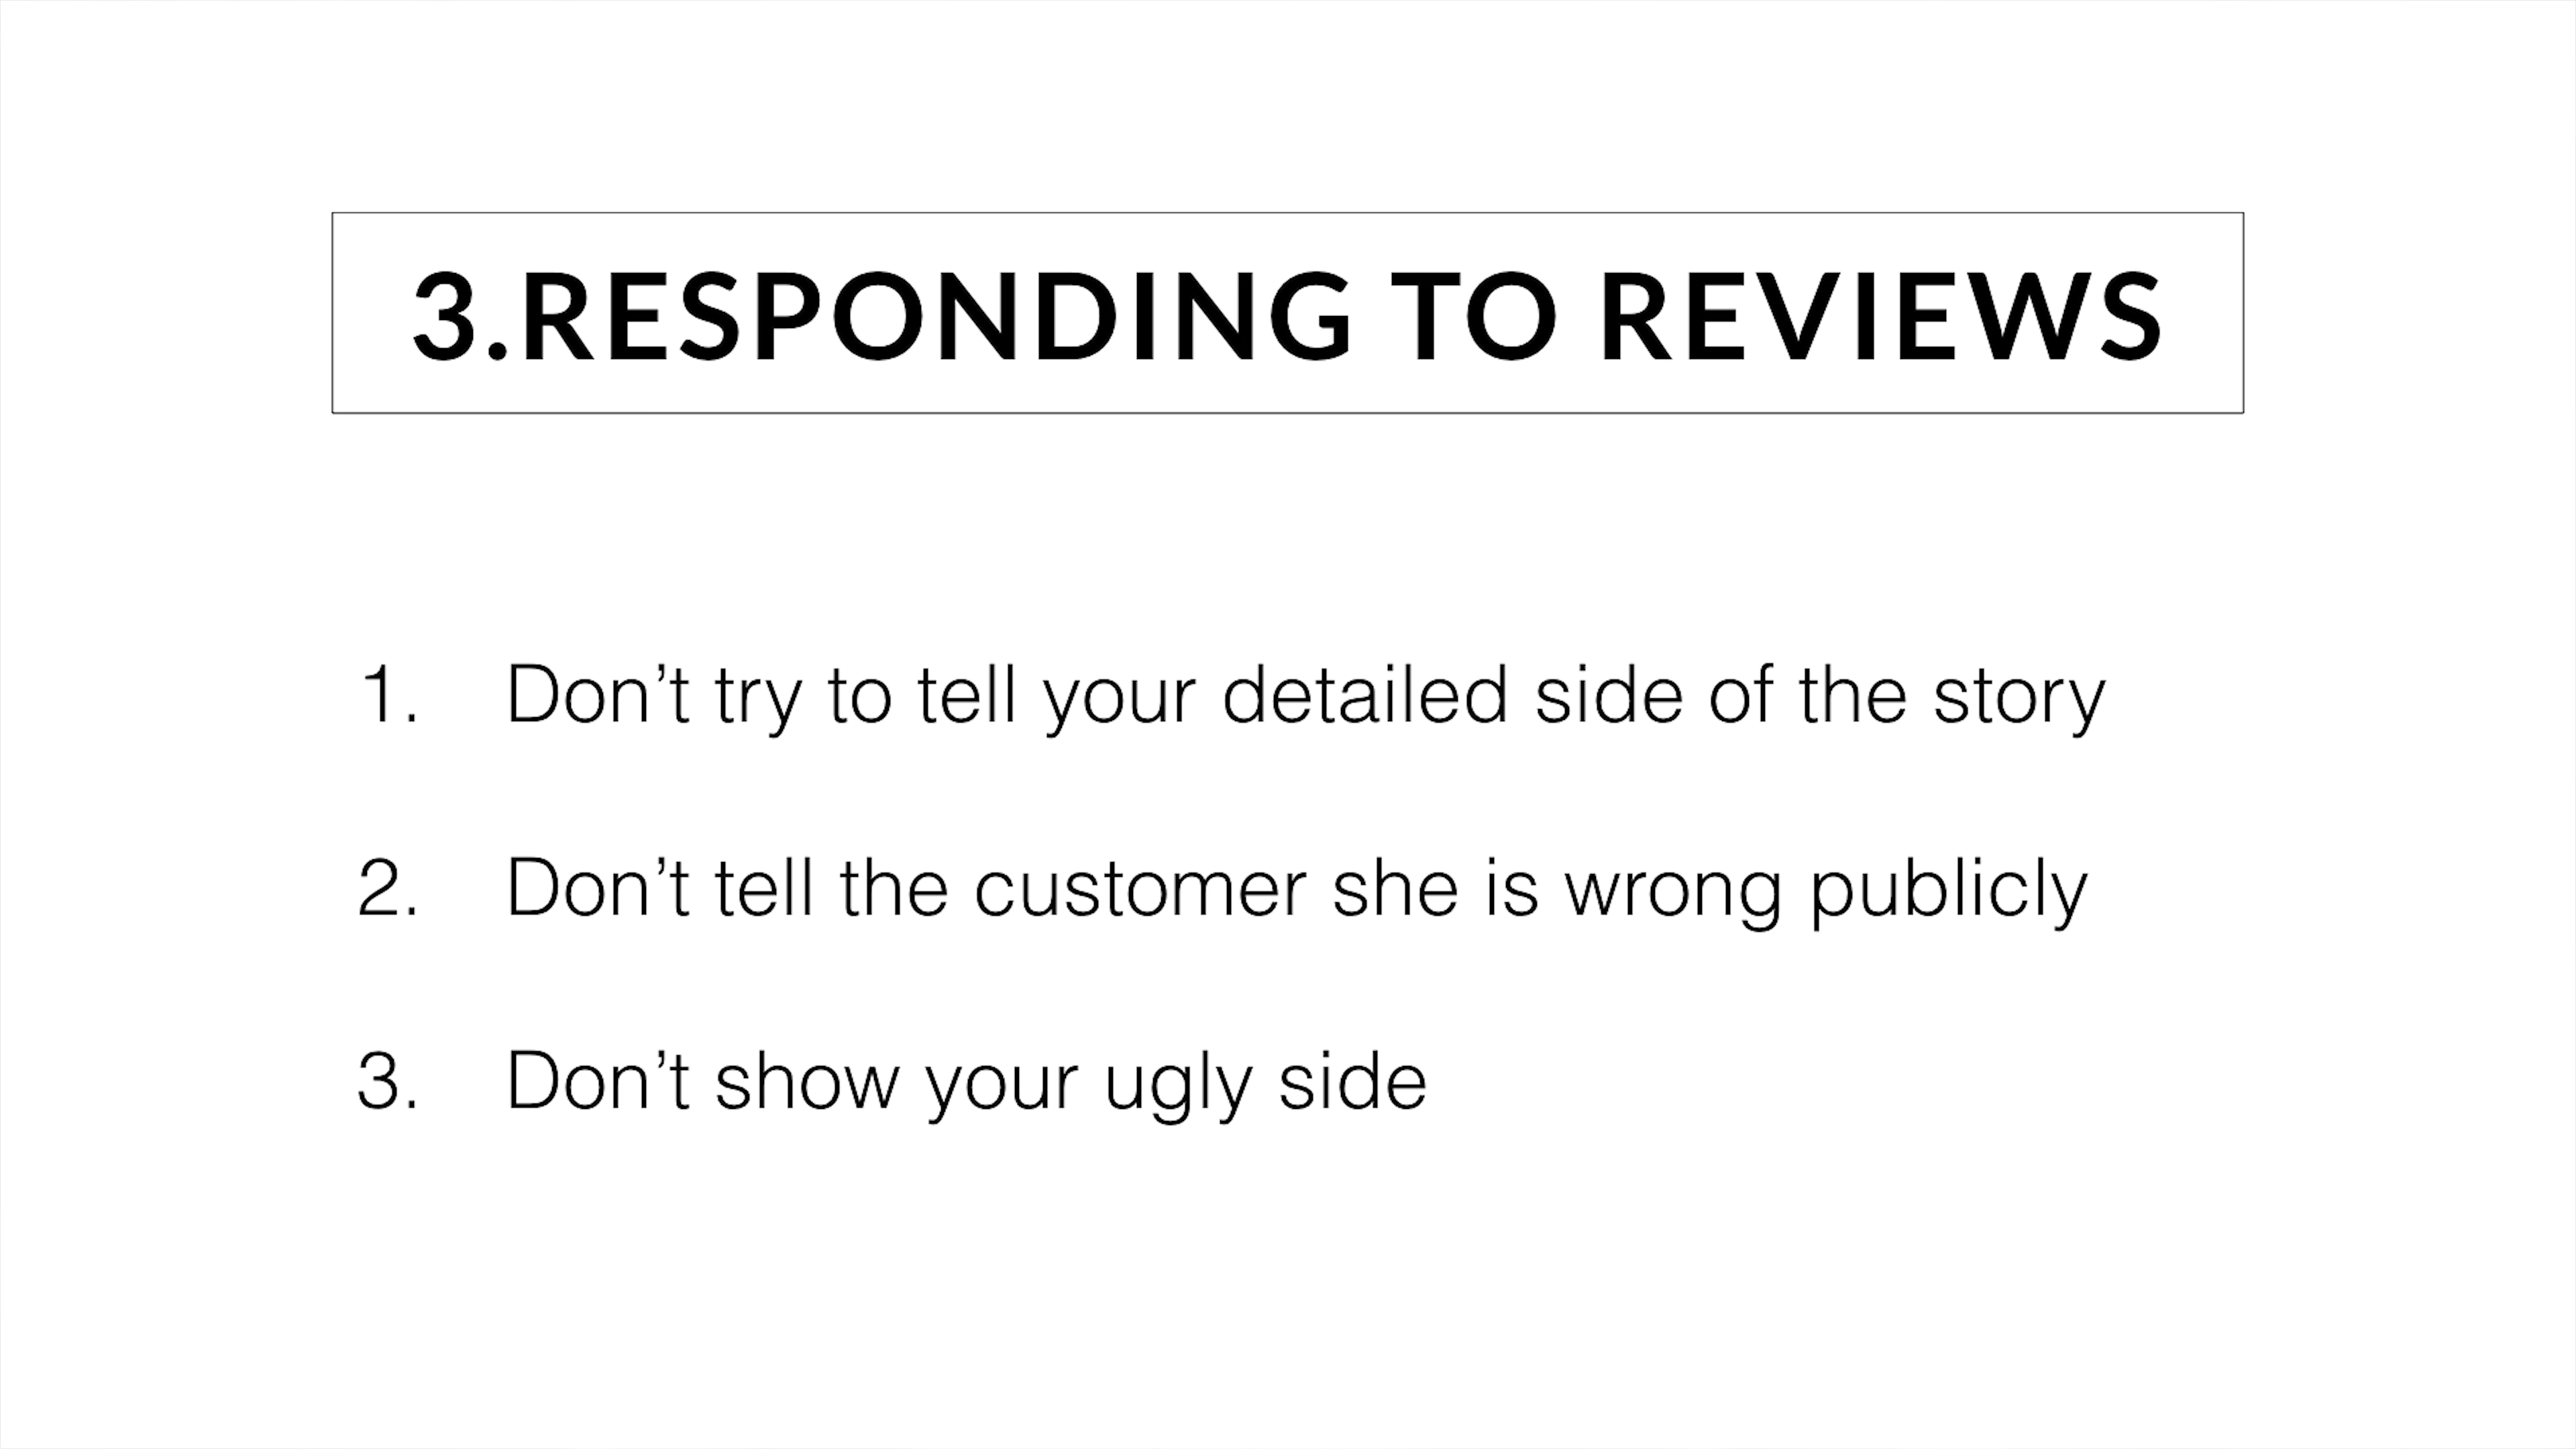 3.RESPONDING TO REVIEWS
1. Don’t try to tell your detailed side of the story
2. Don’t tell the customer she is wrong publicly
3. Don’t show your ugly side